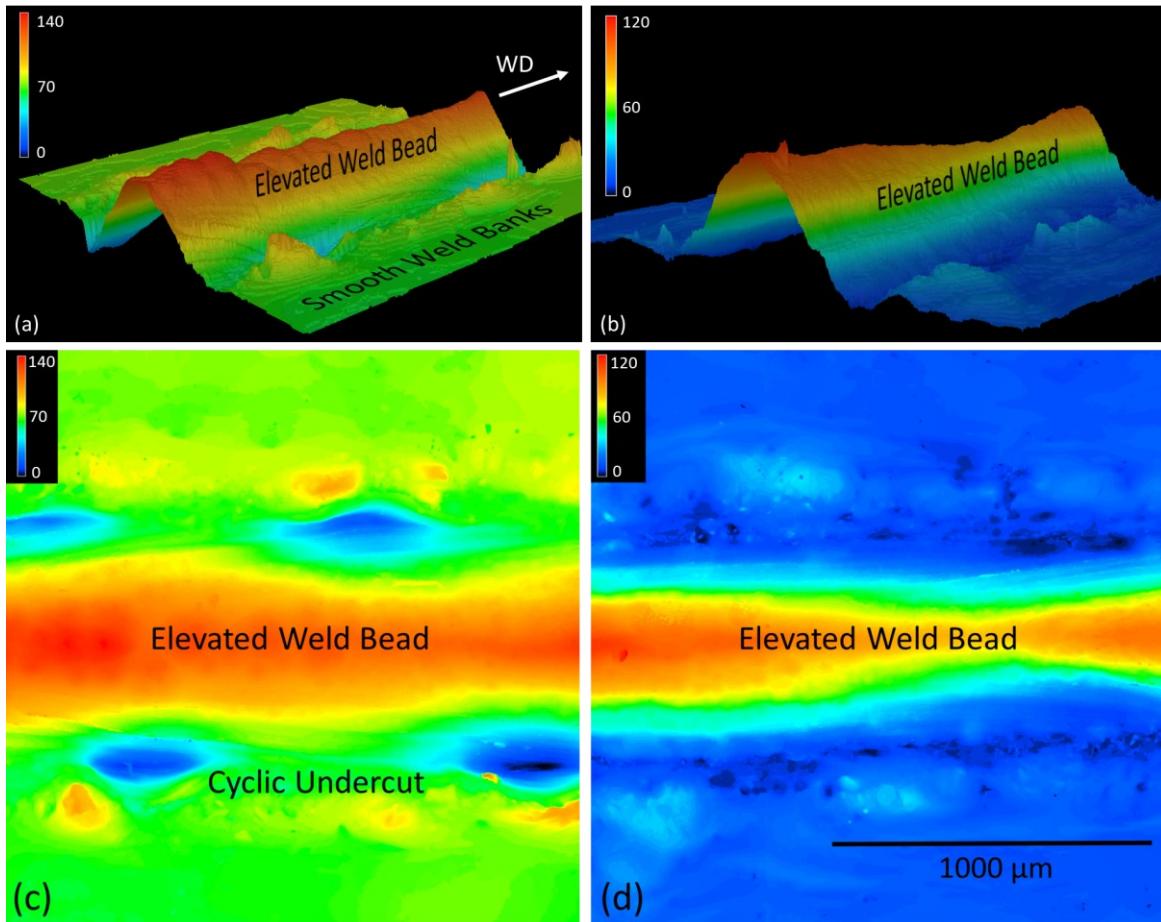 140
70
0
WD
Elevated Weld Bead
Smooth Weld Banks
(a)
120
60
0
Elevated Weld Bead
(b)
140
70
0
Elevated Weld Bead
Cyclic Undercut
(c)
120
60
0
Elevated Weld Bead
1000 µm
(d)